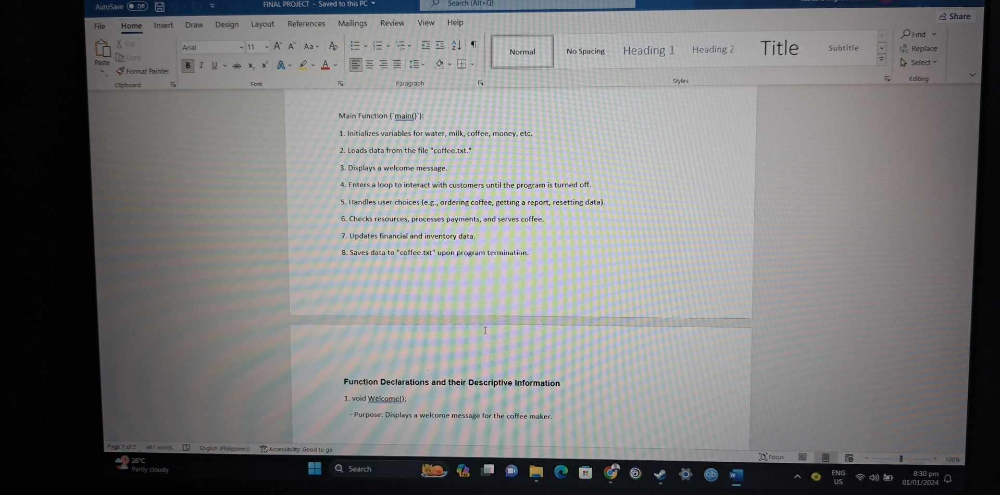 AutoSave Off FINAL PROJECT - Saved to this PC Search (Alt+Q)
File Home Insert Draw Design Layout References Mailings Review View Help Share
Paste
Cut
Copy
Format Painter
Clipboard
Arial 11 Aa
B I U ab x₂ x² A A
Font
Paragraph
Normal No Spacing Heading 1 Heading 2 Title Subtitle
Styles
Find
Replace
Select
Editing
Main Function (`main()`):
1. Initializes variables for water, milk, coffee, money, etc.
2. Loads data from the file "coffee.txt."
3. Displays a welcome message.
4. Enters a loop to interact with customers until the program is turned off.
5. Handles user choices (e.g., ordering coffee, getting a report, resetting data).
6. Checks resources, processes payments, and serves coffee.
7. Updates financial and inventory data.
8. Saves data to "coffee.txt" upon program termination.
Function Declarations and their Descriptive Information
1. void Welcome();
- Purpose: Displays a welcome message for the coffee maker.
Page 1 of 2 461 words English (Philippines) Accessibility: Good to go Focus 100%
26°C
Partly cloudy
Search
ENG
US
8:30 pm
01/01/2024